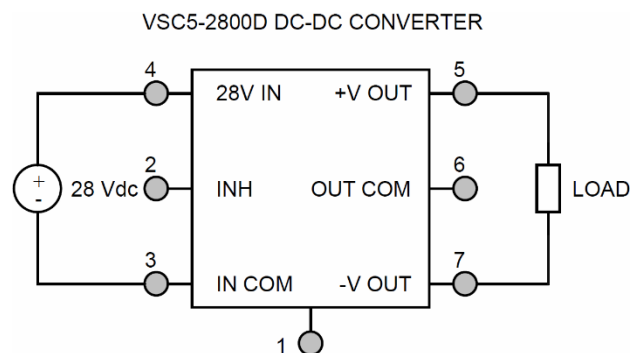 VSC5-2800D DC-DC CONVERTER
4 5
28V IN +V OUT
2 6
+
-
28 Vdc INH OUT COM LOAD
3 7
IN COM -V OUT
1